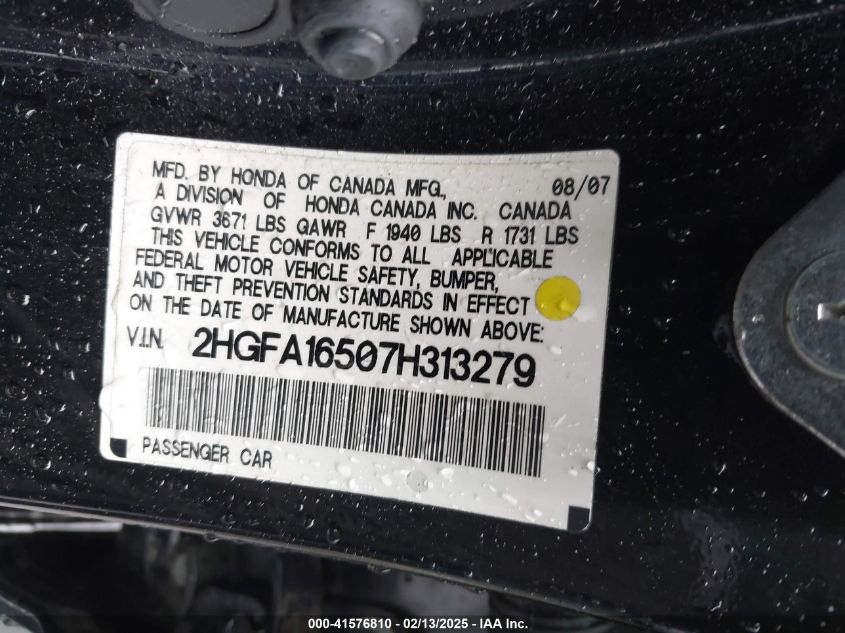 MFD. BY HONDA OF CANADA MFG., 08/07
A DIVISION OF HONDA CANADA INC. CANADA
GVWR 3671 LBS GAWR F 1940 LBS R 1731 LBS
THIS VEHICLE CONFORMS TO ALL APPLICABLE
FEDERAL MOTOR VEHICLE SAFETY, BUMPER,
AND THEFT PREVENTION STANDARDS IN EFFECT
ON THE DATE OF MANUFACTURE SHOWN ABOVE:
V.I.N. 2HGFA16507H313279
PASSENGER CAR
000-41576810 - 02/13/2025 - IAA Inc.